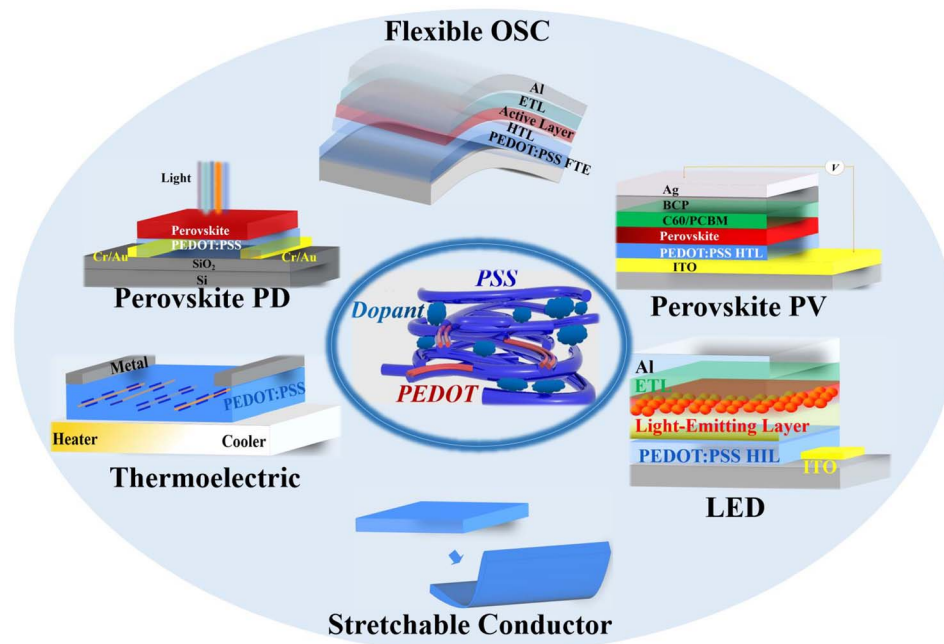 Flexible OSC
Al
ETL
Active Layer
HTL
PEDOT:PSS FTE
Light
Perovskite
PEDOT:PSS
Cr/Au
Cr/Au
SiO₂
Si
Perovskite PD
V
Ag
BCP
C60/PCBM
Perovskite
PEDOT:PSS HTL
ITO
Perovskite PV
PSS
Dopant
PEDOT
Metal
PEDOT:PSS
Heater
Cooler
Thermoelectric
Al
ETL
Light-Emitting Layer
PEDOT:PSS HIL
ITO
LED
Stretchable Conductor